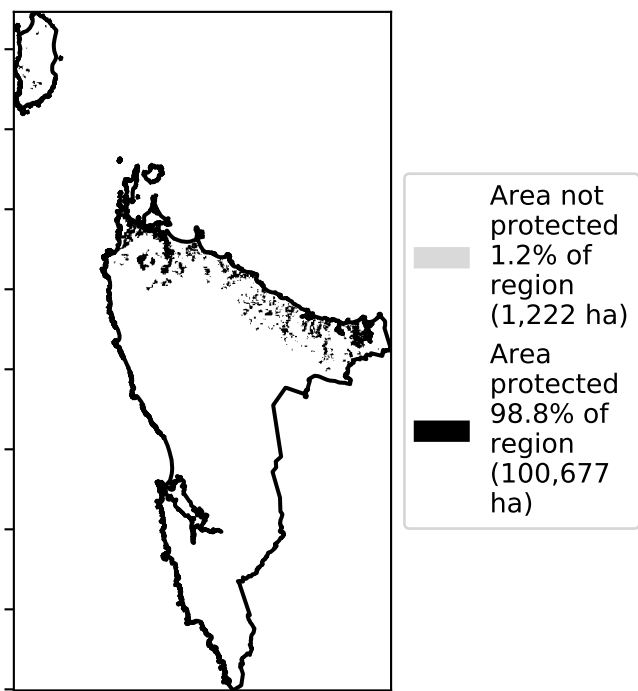 Area not
protected
1.2% of
region
(1,222 ha)
Area
protected
98.8% of
region
(100,677
ha)